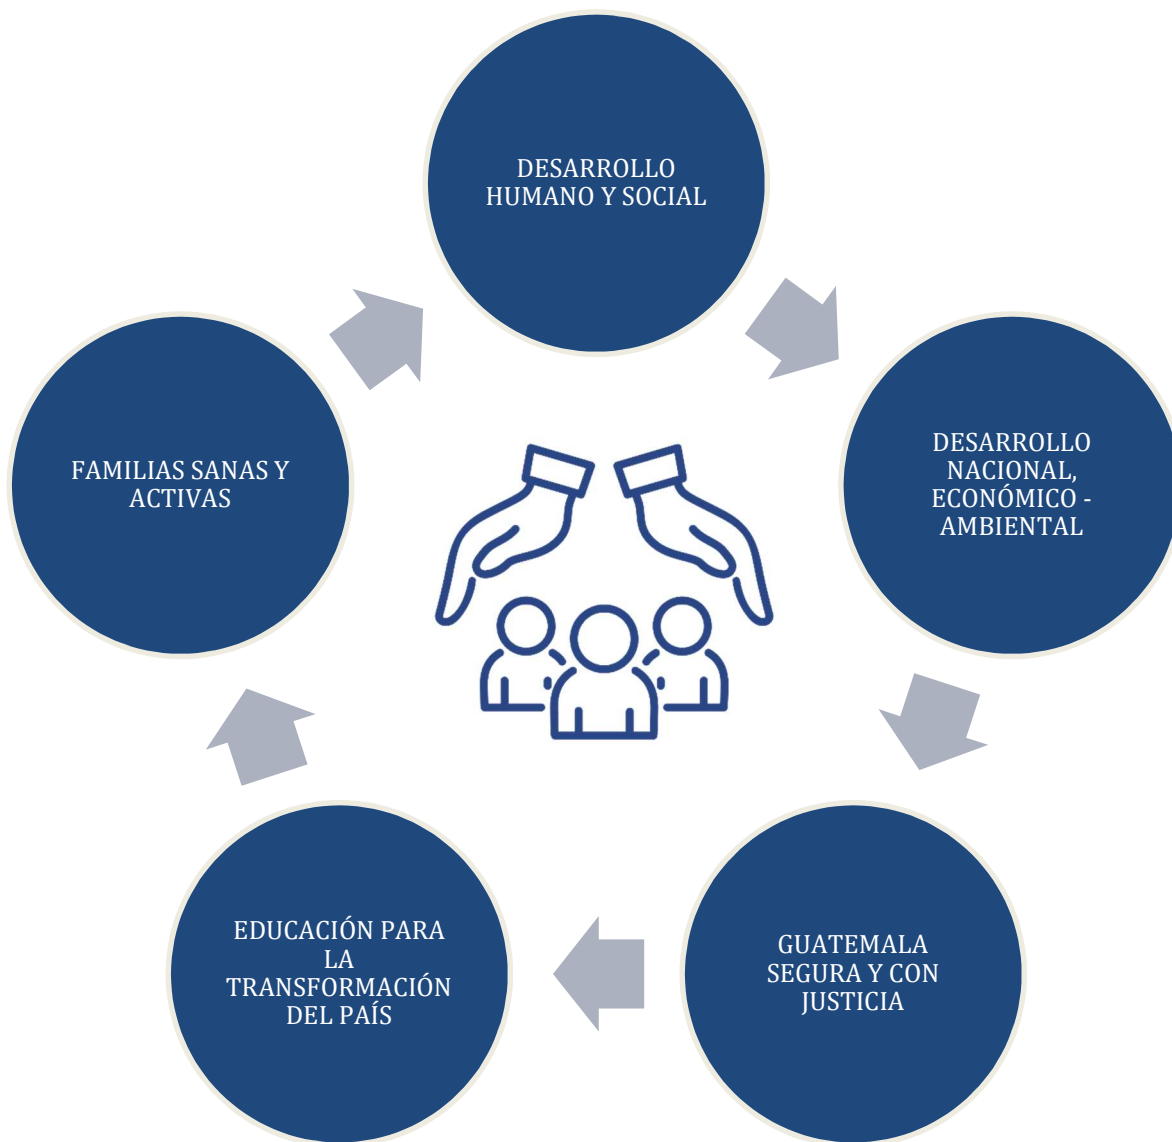 DESARROLLO
HUMANO Y SOCIAL
DESARROLLO
NACIONAL,
ECONÓMICO -
AMBIENTAL
GUATEMALA
SEGURA Y CON
JUSTICIA
EDUCACIÓN PARA
LA
TRANSFORMACIÓN
DEL PAÍS
FAMILIAS SANAS Y
ACTIVAS